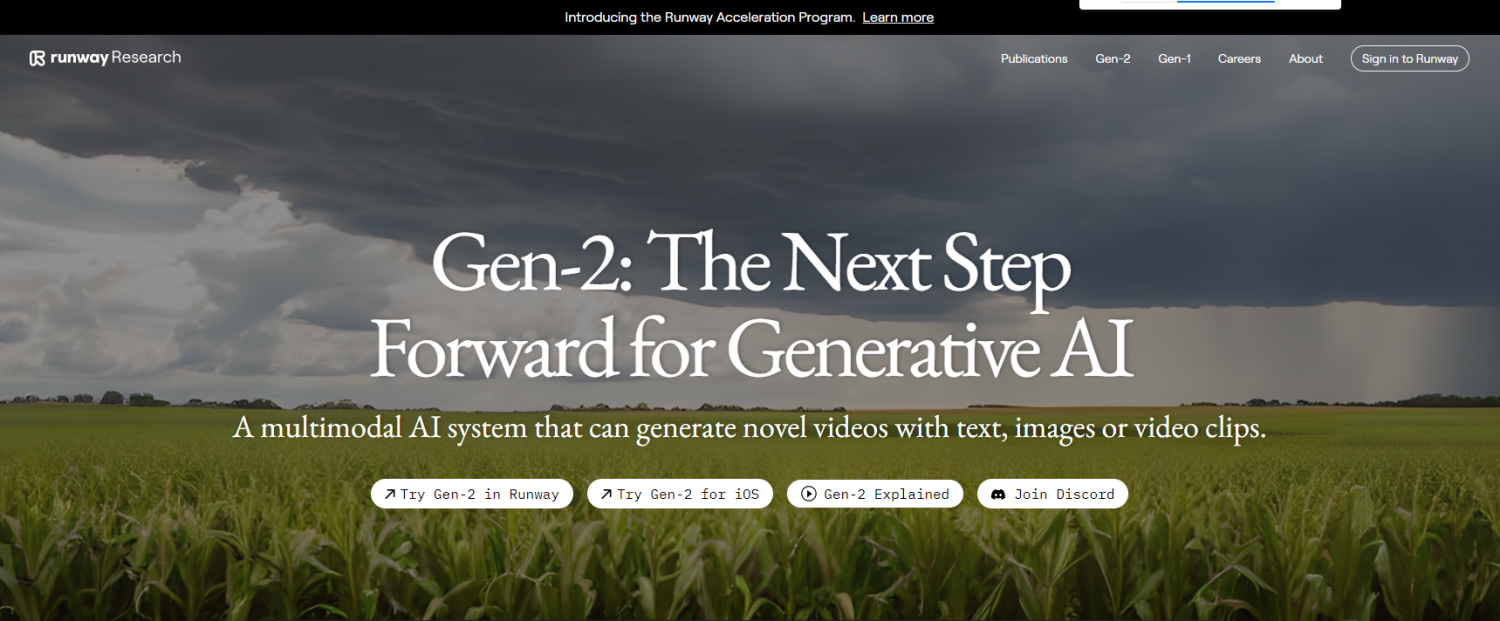 Introducing the Runway Acceleration Program. Learn more
runway Research
Publications Gen-2 Gen-1 Careers About Sign in to Runway
Gen-2: The Next Step
Forward for Generative AI
A multimodal AI system that can generate novel videos with text, images or video clips.
Try Gen-2 in Runway Try Gen-2 for iOS Gen-2 Explained Join Discord